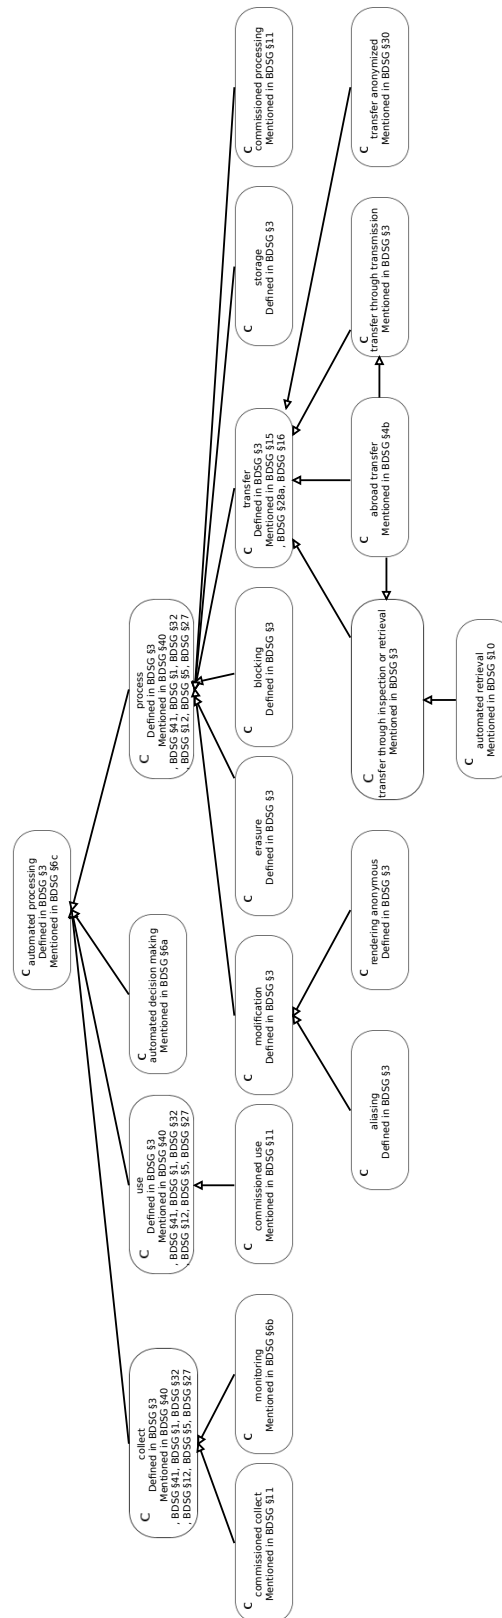 C
automated processing
Defined in BDSG §3
Mentioned in BDSG §6c
C
collect
Defined in BDSG §3
Mentioned in BDSG §40
, BDSG §41, BDSG §1, BDSG §32
, BDSG §12, BDSG §5, BDSG §27
C
use
Defined in BDSG §3
Mentioned in BDSG §40
, BDSG §41, BDSG §1, BDSG §32
, BDSG §12, BDSG §5, BDSG §27
C
automated decision making
Mentioned in BDSG §6a
C
process
Defined in BDSG §3
Mentioned in BDSG §40
, BDSG §41, BDSG §1, BDSG §32
, BDSG §12, BDSG §5, BDSG §27
C
commissioned collect
Mentioned in BDSG §11
C
monitoring
Mentioned in BDSG §6b
C
commissioned use
Mentioned in BDSG §11
C
modification
Defined in BDSG §3
C
erasure
Defined in BDSG §3
C
blocking
Defined in BDSG §3
C
transfer
Defined in BDSG §3
Mentioned in BDSG §15
, BDSG §28a, BDSG §16
C
storage
Defined in BDSG §3
C
commissioned processing
Mentioned in BDSG §11
C
aliasing
Defined in BDSG §3
C
rendering anonymous
Defined in BDSG §3
C
transfer through inspection or retrieval
Mentioned in BDSG §3
C
abroad transfer
Mentioned in BDSG §4b
C
transfer through transmission
Mentioned in BDSG §3
C
transfer anonymized
Mentioned in BDSG §30
C
automated retrieval
Mentioned in BDSG §10